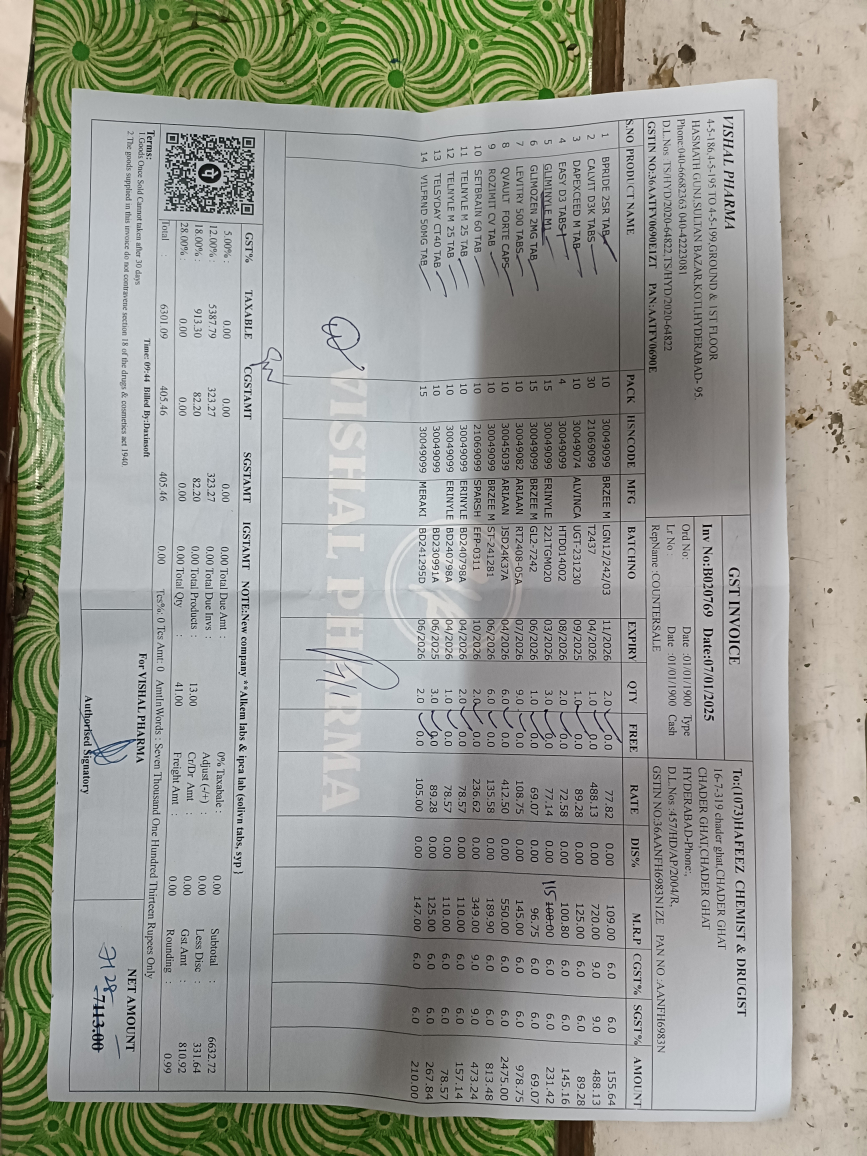 VISHAL PHARMA
4-5-186,4-5-195 TO 4-5-199,GROUND & 1ST FLOOR
HASMATH GUNJ,SULTAN BAZAR,KOTI,HYDERABAD- 95.
Phone:040-66682363 040-42223081
D.L.Nos :TS/HYD/2020-64822,TS/HYD/2020-64822
GSTIN NO:36AATFV0690E1ZT PAN:AATFV0690E
GST INVOICE
Inv No:B020769 Date:07/01/2025
Ord No: Date :01/01/1900 Type
Lr No : Date :01/01/1900 Cash
RepName :COUNTERSALE
To:(1073)HAFEEZ CHEMIST & DRUGIST
16-7-319 chader ghat,CHADER GHAT
CHADER GHAT,CHADER GHAT
HYDERABAD-Phone:,
D.L.Nos :457/HD/AP/2004/R,
GSTIN NO:36AANFH6983N1ZE PAN NO :AANFH6983N
S.NO PRODUCT NAME PACK HSNCODE MFG BATCHNO EXPIRY QTY FREE RATE DIS% M.R.P CGST% SGST% AMOUNT
1 BPRIDE 2SR TAB 10 30049099 BRZEE M LGN12/242/03 11/2026 2.0 0.0 77.82 0.00 109.00 6.0 6.0 155.64
2 CALVIT D3K TABS 30 21069099 T2437 04/2026 1.0 0.0 488.13 0.00 720.00 9.0 9.0 488.13
3 DAPEXCEED M TAB 10 30049074 ALVINCA UGT-231230 09/2025 1.0 0.0 89.28 0.00 125.00 6.0 6.0 89.28
4 EASY D3 TABS 4 30049099 HTD014002 08/2026 2.0 0.0 72.58 0.00 100.80 6.0 6.0 145.16
5 GLIMINYLE M1 15 30049099 ERINYLE 221TGM020 03/2026 3.0 0.0 77.14 0.00 115 108.00 6.0 6.0 231.42
6 GLIMOZEN 2MG TAB 15 30049099 BRZEE M GL2-7242 06/2026 1.0 0.0 69.07 0.00 96.75 6.0 6.0 69.07
7 LEVITRY 500 TABS 10 30049082 ARIAAN RT2408-05A 07/2026 9.0 0.0 108.75 0.00 145.00 6.0 6.0 978.75
8 QVAULT FORTE CAPS 10 30045039 ARIAAN JSD24K37A 04/2026 6.0 0.0 412.50 0.00 550.00 6.0 6.0 2475.00
9 ROZIIMIT CV TAB 10 30049099 BRZEE M GT-241281 06/2026 6.0 0.0 135.58 0.00 189.90 6.0 6.0 813.48
10 SETBRAIN 60 TAB 10 21069099 SPARSH EFP-0311 10/2026 2.0 0.0 236.62 0.00 349.00 9.0 9.0 473.24
11 TELNYLE M 25 TAB 10 30049099 ERINYLE BD240798A 04/2026 2.0 0.0 78.57 0.00 110.00 6.0 6.0 157.14
12 TELNYLE M 25 TAB 10 30049099 ERINYLE BD240798A 04/2026 1.0 0.0 78.57 0.00 110.00 6.0 6.0 78.57
13 TELSYDAY CT40 TAB 10 30049099 BD230991A 06/2025 3.0 0.0 89.28 0.00 125.00 6.0 6.0 267.84
14 VILFRND 50MG TAB 15 30049099 MERAKI BD241295D 06/2026 2.0 0.0 105.00 0.00 147.00 6.0 6.0 210.00
VISHAL PHARMA
GST% TAXABLE CGSTAMT SGSTAMT IGSTAMT NOTE:New company **Alkem labs & ipca lab (solivn tabs, syp)
5.00% : 0.00 0.00 0.00 0.00 Total Due Amt : 0% Taxabale : 0.00 Subtotal : 6632.72
12.00% : 5387.79 323.27 323.27 0.00 Total Due Invs : Adjust (-/+) : 0.00 Less Disc : 331.64
18.00% : 913.30 82.20 82.20 0.00 Total Products : 13.00 Cr/Dr Amt : 0.00 Gst Amt : 810.92
28.00% : 0.00 0.00 0.00 0.00 Total Qty : 41.00 Freight Amt : 0.00 Rounding : 0.99
Total : 6301.09 405.46 405.46 0.00 Tcs%: 0 Tcs Amt: 0 AmtInWords : Seven Thousand One Hundred Thirteen Rupees Only
Terms: Time: 09:44 Billed By:Daxinsoft
1 Goods Once Sold Cannot taken after 30 days
2 The goods supplied in this invoice do not contravene section 18 of the drugs & cosmetics act 1940
For VISHAL PHARMA
Authorised Signatory
NET AMOUNT
7113.00
7128